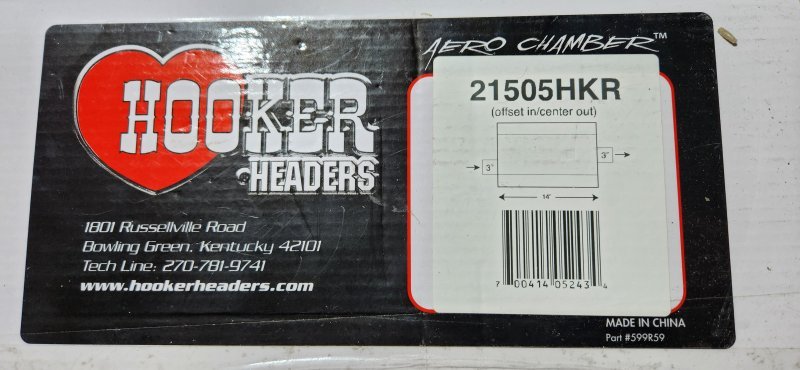 HOOKER
HEADERS
1801 Russellville Road
Bowling Green, Kentucky 42101
Tech Line: 270-781-9741
www.hookerheaders.com
AERO CHAMBER™
21505HKR
(offset in/center out)
3"
3"
14"
7 00414 05243 4
MADE IN CHINA
Part #599R59